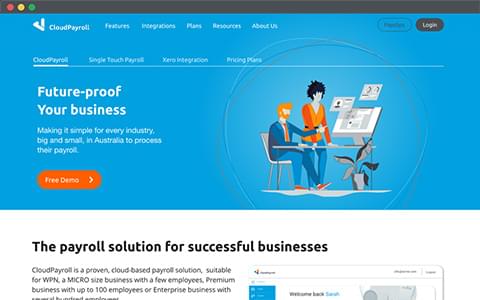 CloudPayroll Features Integrations Plans Resources About Us Payslips Login
CloudPayroll Single Touch Payroll Xero Integration Pricing Plans
Future-proof
Your business
Making it simple for every industry,
big and small, in Australia to process
their payroll.
Free Demo
The payroll solution for successful businesses
CloudPayroll is a proven, cloud-based payroll solution, suitable
for WPN, a MICRO size business with a few employees, Premium
business with up to 100 employees or Enterprise business with
several hundred employees.
CloudPayroll
Welcome back Sarah